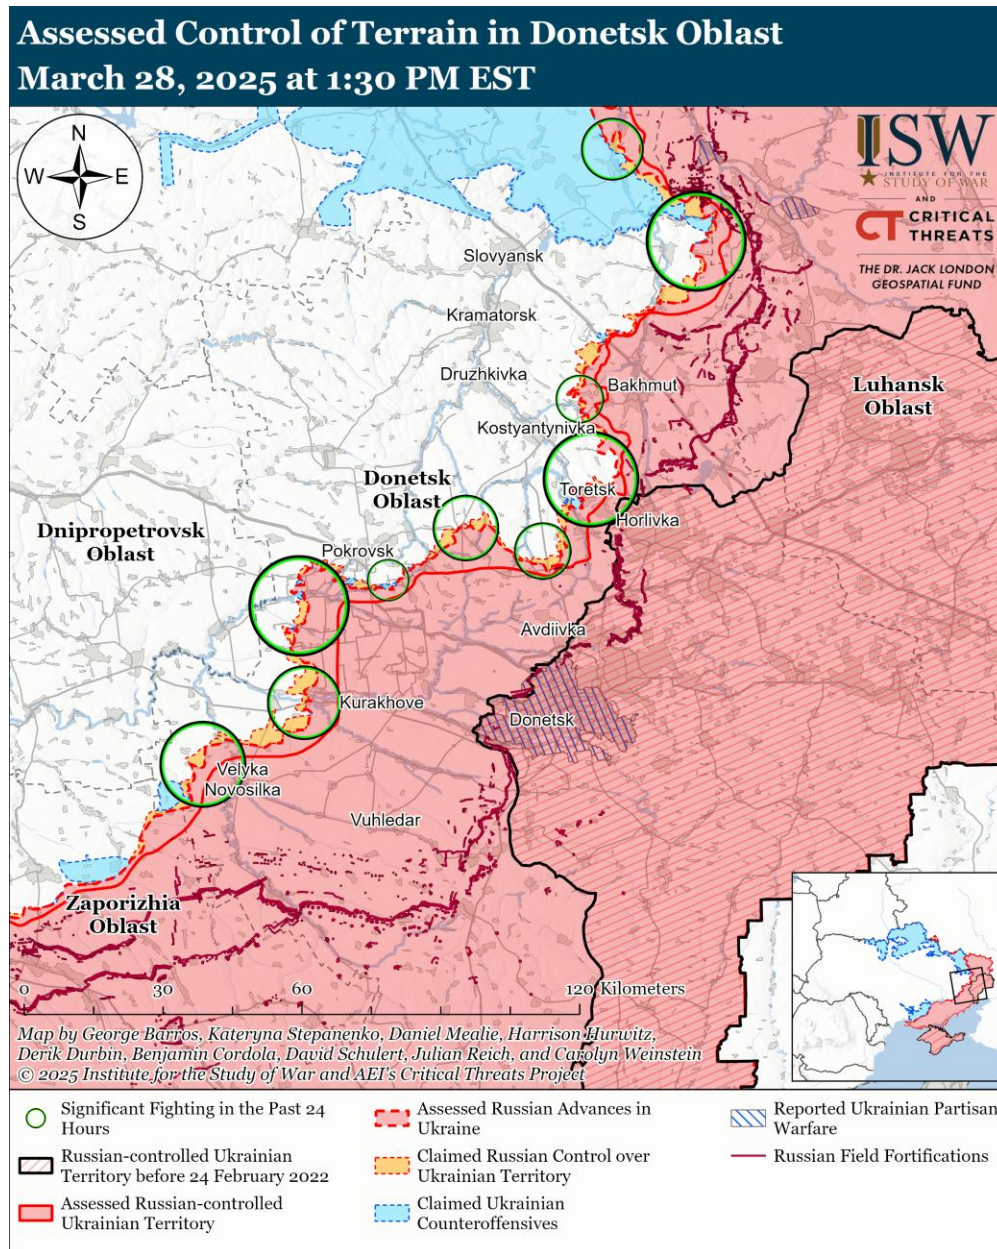 Assessed Control of Terrain in Donetsk Oblast
March 28, 2025 at 1:30 PM EST
N
W
E
S
ISW
INSTITUTE FOR THE
STUDY OF WAR
AND
CT CRITICAL
THREATS
THE DR. JACK LONDON
GEOSPATIAL FUND
Slovyansk
Kramatorsk
Druzhkivka
Bakhmut
Luhansk
Oblast
Kostyantynivka
Donetsk
Oblast
Toretsk
Horlivka
Dnipropetrovsk
Oblast
Pokrovsk
Avdiivka
Kurakhove
Donetsk
Velyka
Novosilka
Vuhledar
Zaporizhia
Oblast
0 30 60 120 Kilometers
Map by George Barros, Kateryna Stepanenko, Daniel Mealie, Harrison Hurwitz,
Derik Durbin, Benjamin Cordola, David Schulert, Julian Reich, and Carolyn Weinstein
© 2025 Institute for the Study of War and AEI's Critical Threats Project
Significant Fighting in the Past 24
Hours
Russian-controlled Ukrainian
Territory before 24 February 2022
Assessed Russian-controlled
Ukrainian Territory
Assessed Russian Advances in
Ukraine
Claimed Russian Control over
Ukrainian Territory
Claimed Ukrainian
Counteroffensives
Reported Ukrainian Partisan
Warfare
Russian Field Fortifications